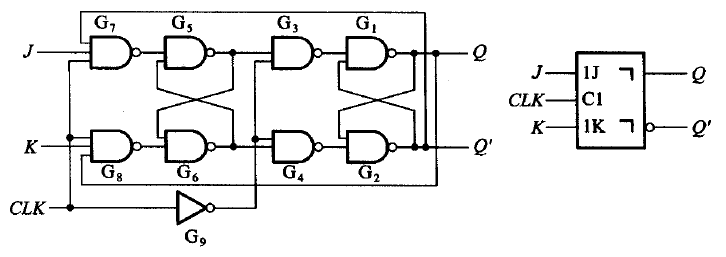 G₇ G₅ G₃ G₁
J Q
K Q'
G₈ G₆ G₄ G₂
CLK
G₉
J 1J ¬ Q
CLK C1
K 1K ¬ Q'